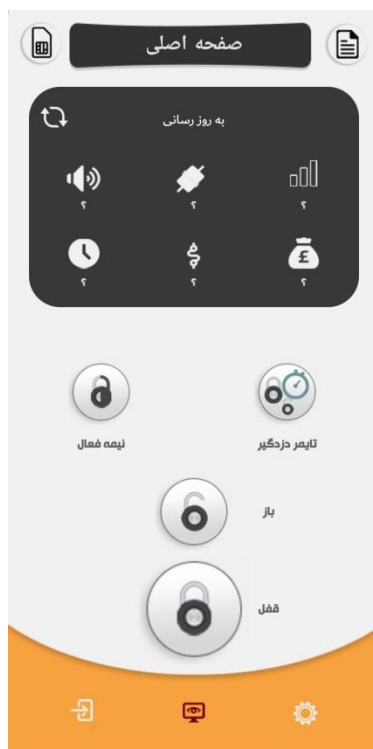 صفحه اصلی
به روز رسانی
؟ ؟ ؟
؟ ؟ ؟
تایمر دزدگیر نیمه فعال
باز
قفل